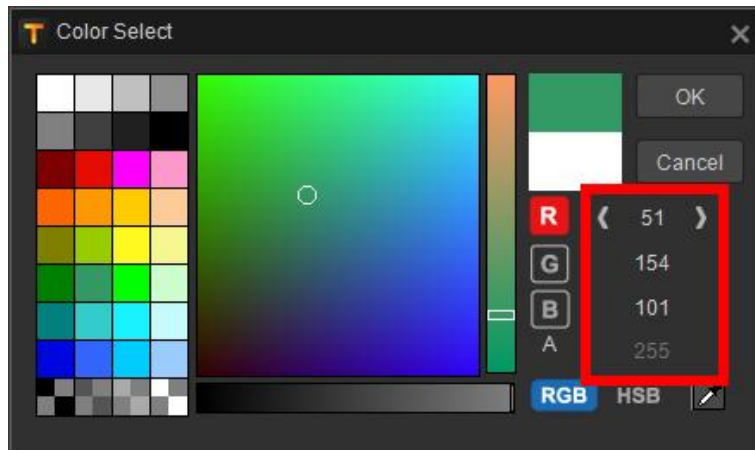 T Color Select
OK
Cancel
R ❰ 51 ❱
G 154
B 101
A 255
RGB HSB